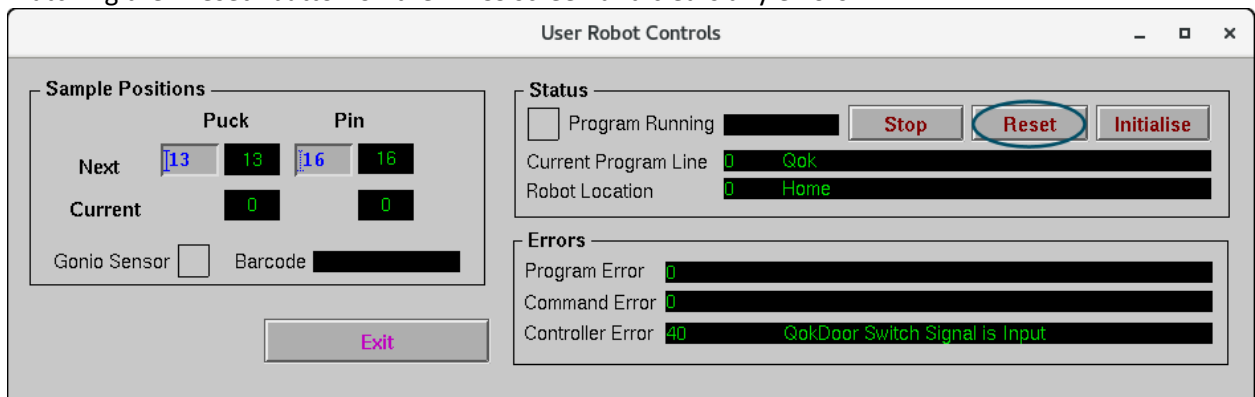 User Robot Controls
Sample Positions
Puck Pin
Next 13 13 16 16
Current 0 0
Gonio Sensor Barcode
Exit
Status
Program Running Stop Reset Initialise
Current Program Line 0 Qok
Robot Location 0 Home
Errors
Program Error 0
Command Error 0
Controller Error 40 QokDoor Switch Signal is Input